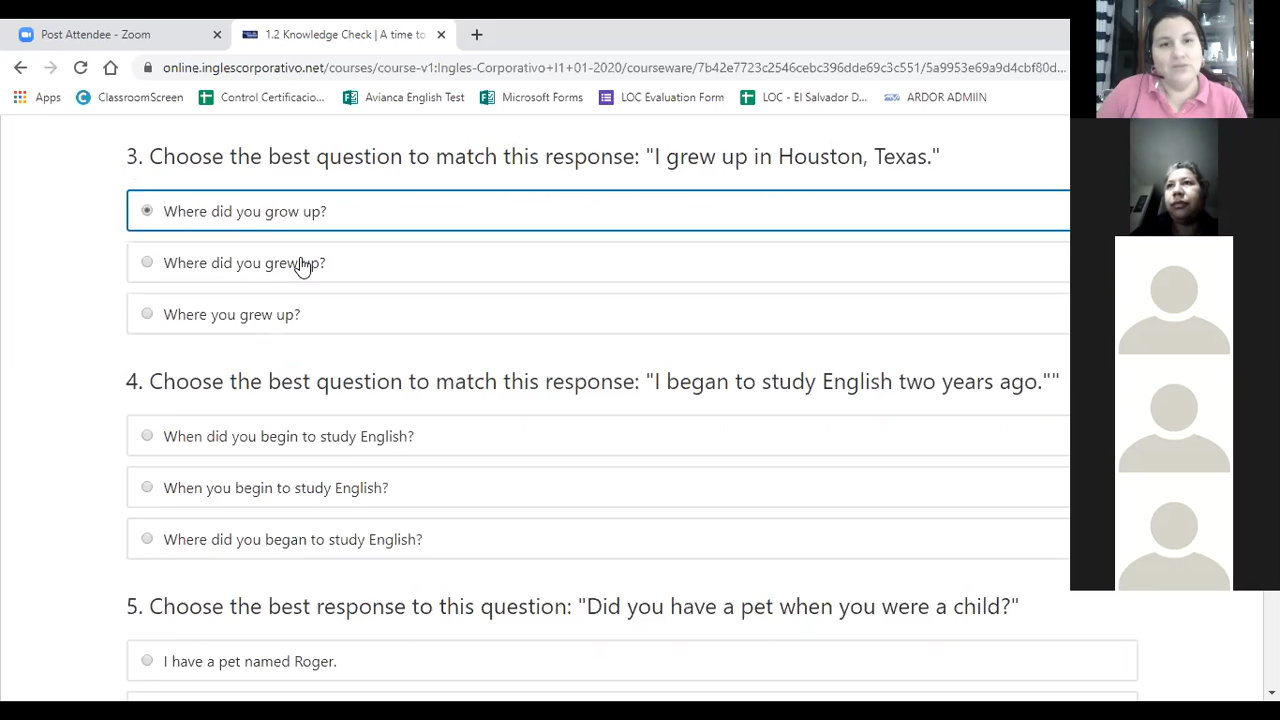 Post Attendee - Zoom
1.2 Knowledge Check | A time to
online.inglescorporativo.net/courses/course-v1:Ingles-Corporativo+I1+01-2020/courseware/7b42e7723c2546cebc396dde69c3c551/5a9953e69a9d4cbf80d...
Apps
ClassroomScreen
Control Certificacio...
Avianca English Test
Microsoft Forms
LOC Evaluation Form
LOC - El Salvador D...
ARDOR ADMIIN
3. Choose the best question to match this response: "I grew up in Houston, Texas."
Where did you grow up?
Where did you grew up?
Where you grew up?
4. Choose the best question to match this response: "I began to study English two years ago.""
When did you begin to study English?
When you begin to study English?
Where did you began to study English?
5. Choose the best response to this question: "Did you have a pet when you were a child?"
I have a pet named Roger.